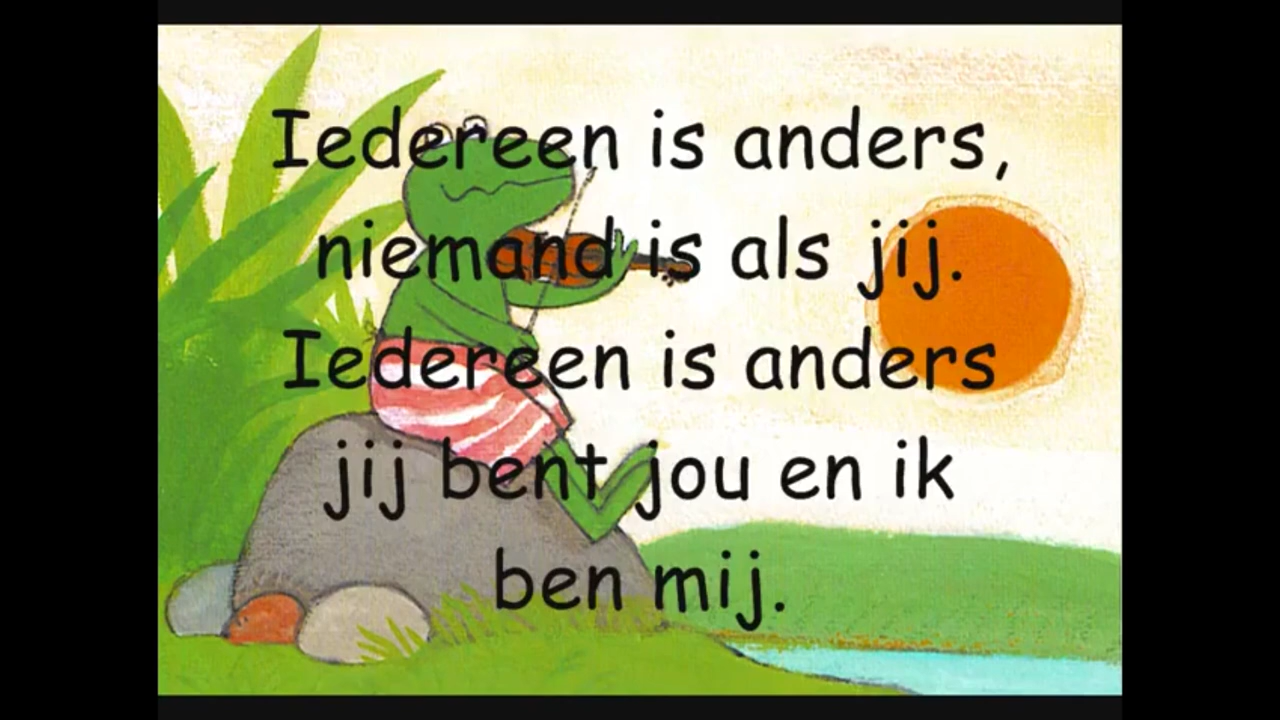 Iedereen is anders,
niemand is als jij.
Iedereen is anders
jij bent jou en ik
ben mij.